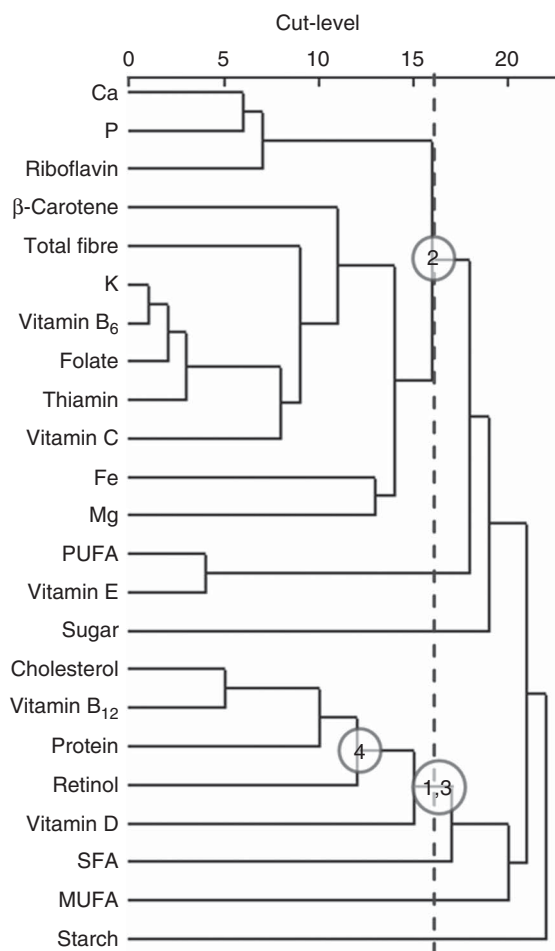 Cut-level
0 5 10 15 20
Ca
P
Riboflavin
β-Carotene
Total fibre
2
K
Vitamin B₆
Folate
Thiamin
Vitamin C
Fe
Mg
PUFA
Vitamin E
Sugar
Cholesterol
Vitamin B₁₂
Protein
4
Retinol
1,3
Vitamin D
SFA
MUFA
Starch